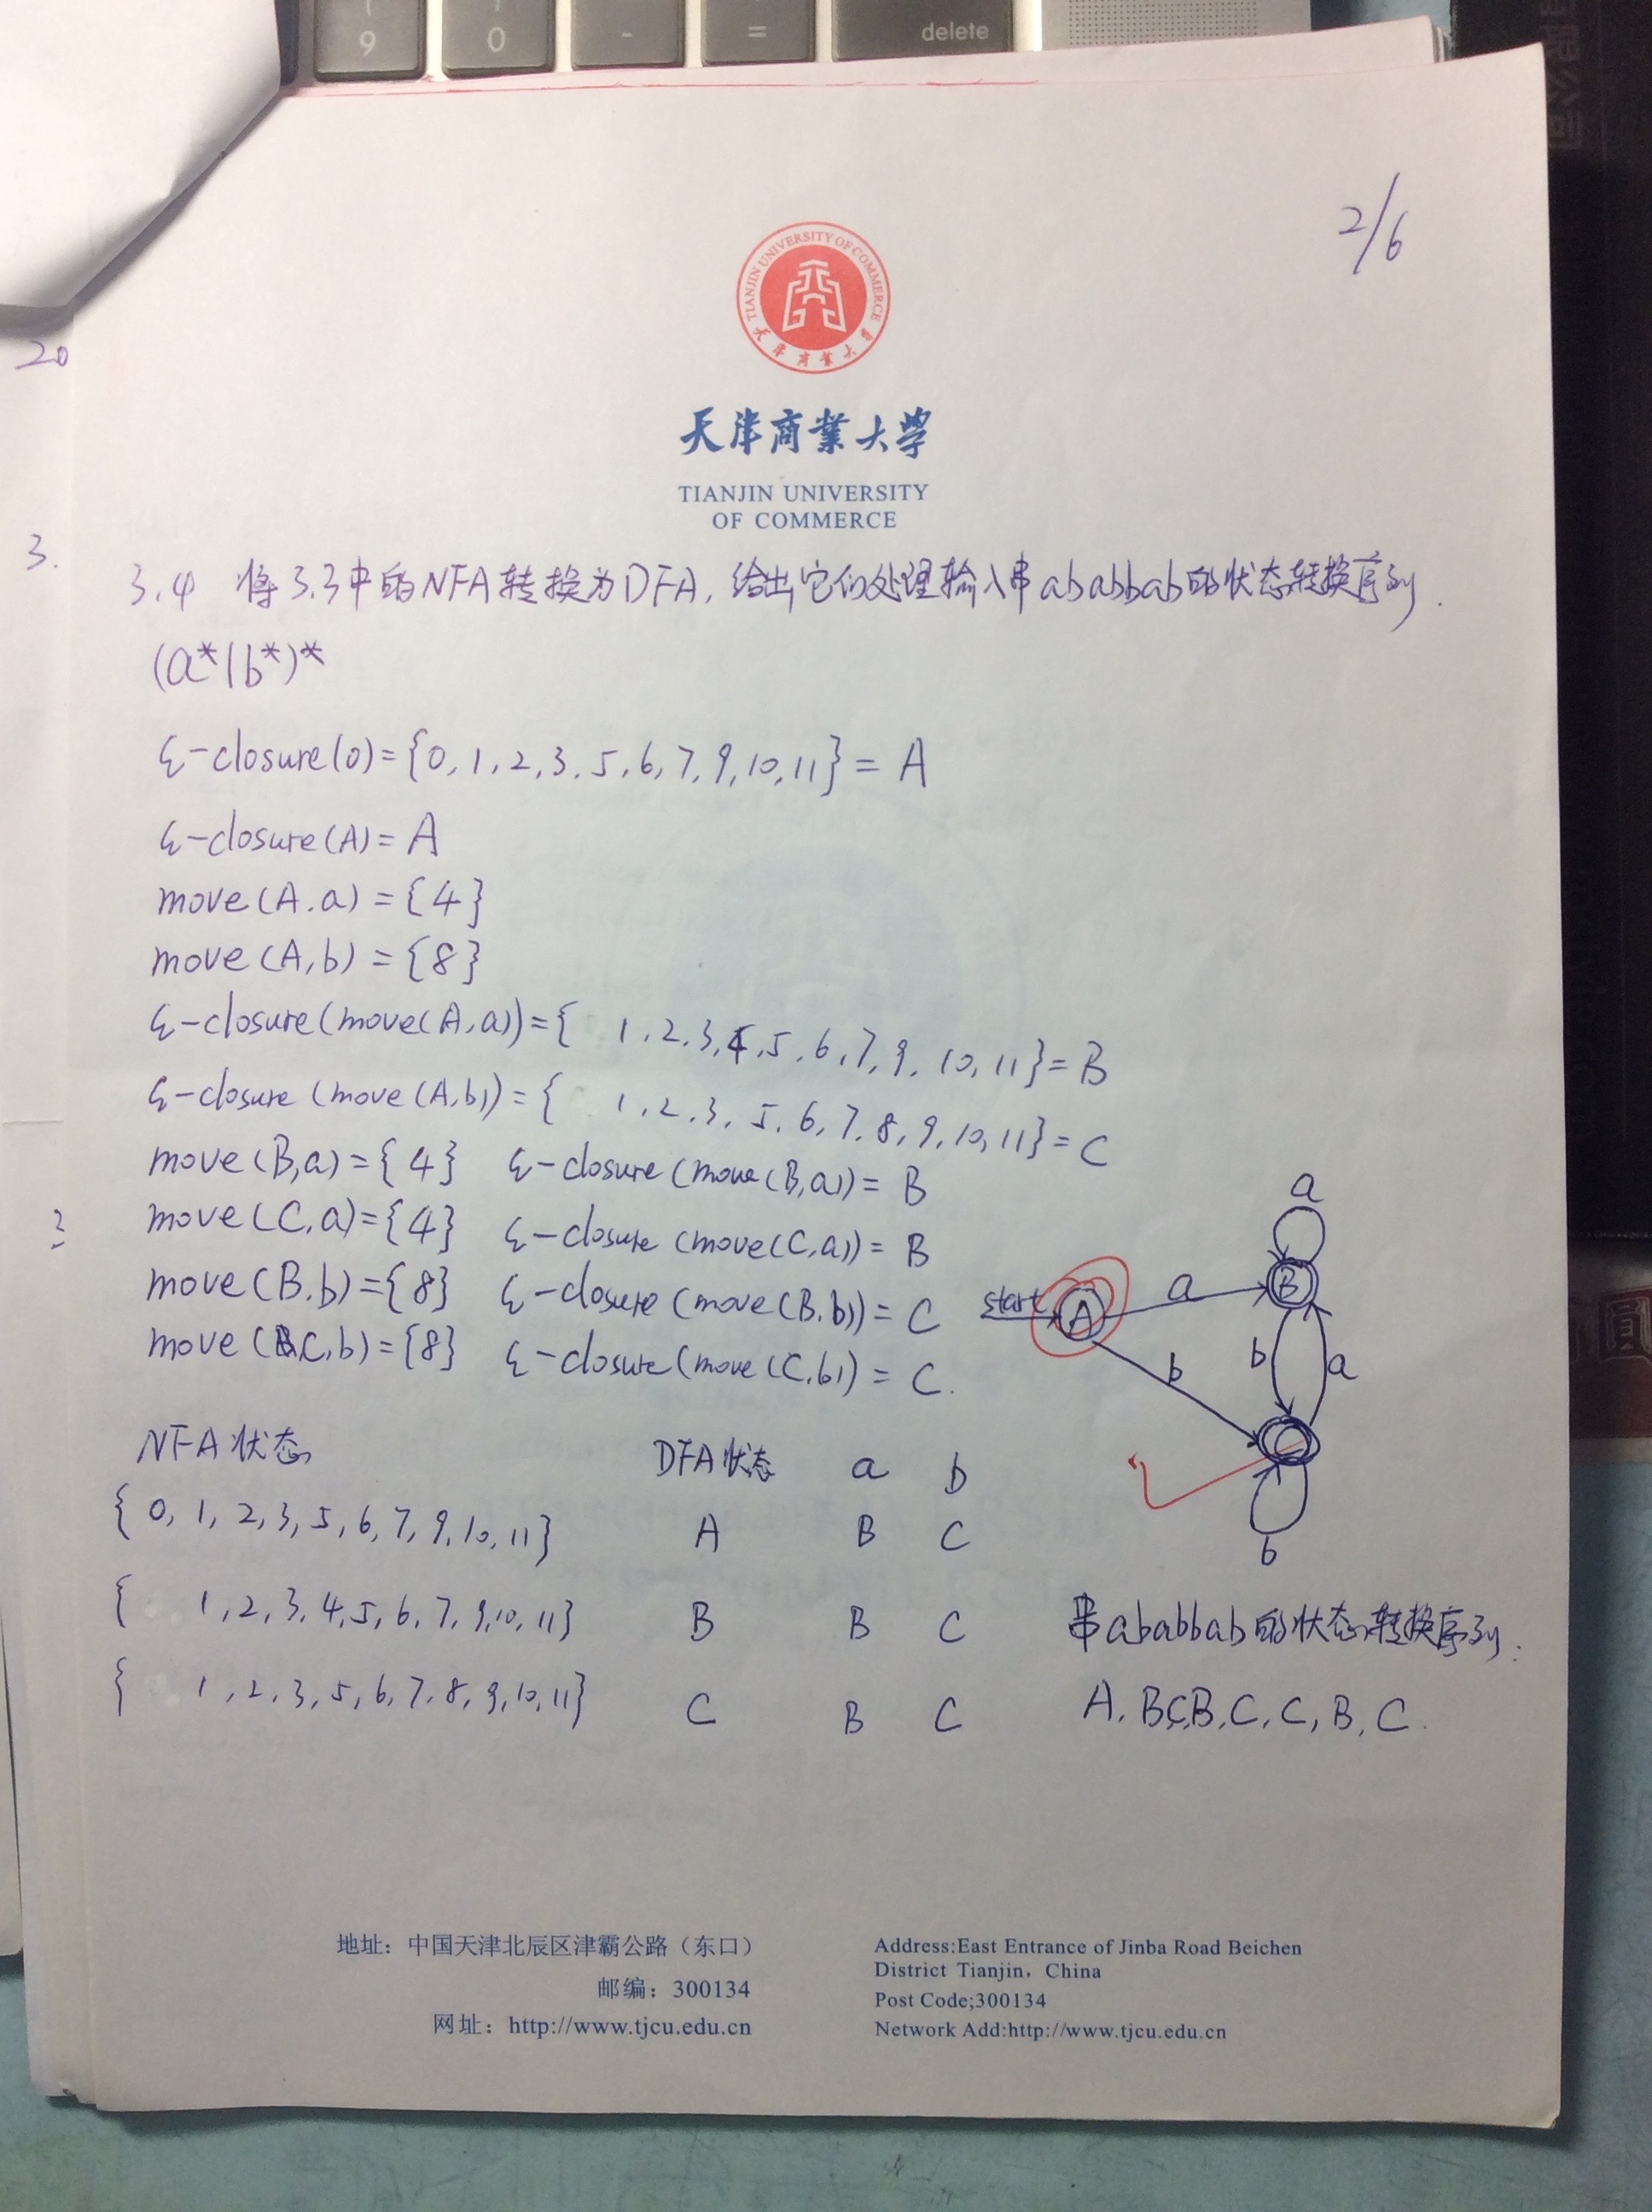 9
0
-
=
delete
2/6
TIANJIN UNIVERSITY OF COMMERCE
天津商業大学
天津商業大学
TIANJIN UNIVERSITY
OF COMMERCE
20
3.
3.4 将3.3中的NFA转换为DFA,给出它们处理输入串ababbab的状态转换序列.
(a*|b*)*
ε-closure(0)={0,1,2,3,5,6,7,9,10,11}=A
ε-closure(A)=A
move(A.a)={4}
move(A,b)={8}
ε-closure(move(A,a))={ 1,2,3,4,5,6,7,9,10,11}=B
ε-closure(move(A,b))={ 1,2,3,5,6,7,8,9,10,11}=C
move(B,a)={4} ε-closure(move(B,a))=B
move(C,a)={4} ε-closure(move(C,a))=B
move(B.b)={8} ε-closure(move(B.b))=C
move(C,b)={8} ε-closure(move(C,b))=C.
a
start A a B
b b a
b
NFA状态 DFA状态 a b
{0,1,2,3,5,6,7,9,10,11} A B C
{ 1,2,3,4,5,6,7,9,10,11} B B C
{ 1,2,3,5,6,7,8,9,10,11} C B C
串ababbab的状态转换序列:
A,B,C,B,C,C,B,C.
地址：中国天津北辰区津霸公路（东口）
邮编：300134
网址：http://www.tjcu.edu.cn
Address:East Entrance of Jinba Road Beichen
District Tianjin, China
Post Code;300134
Network Add:http://www.tjcu.edu.cn